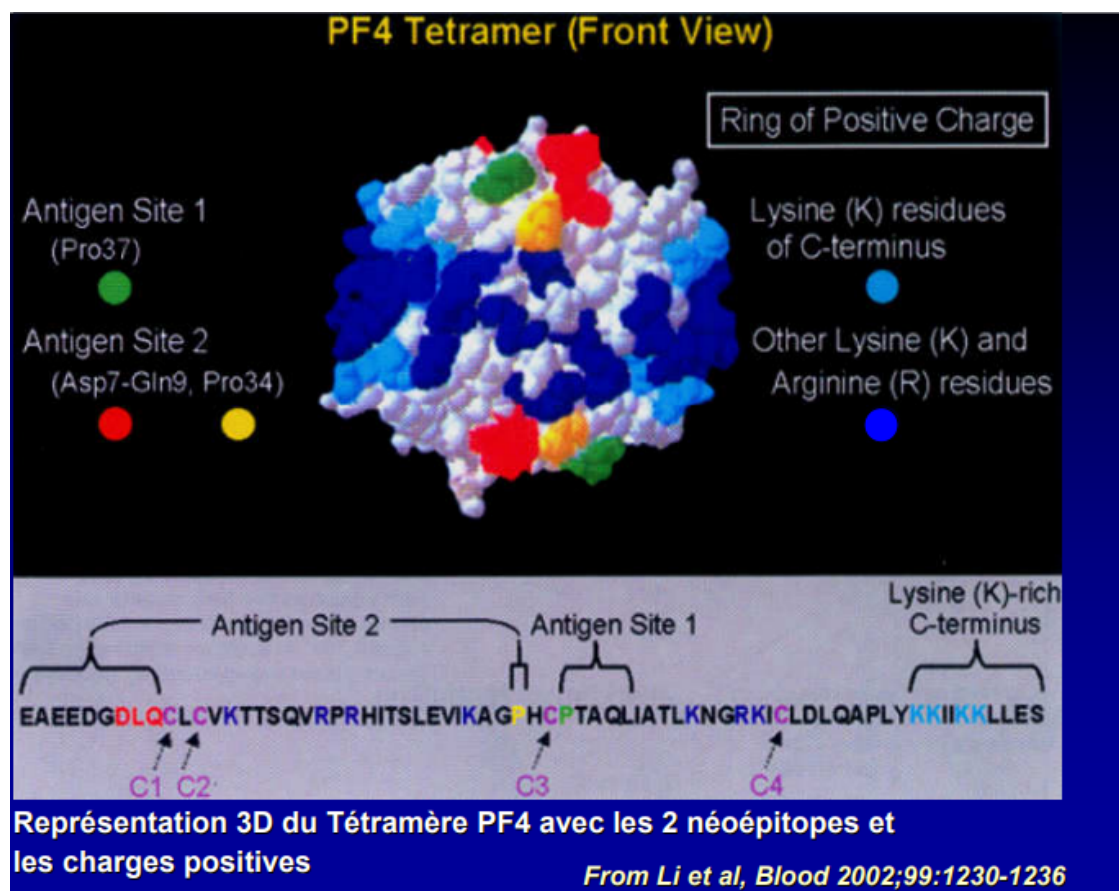 PF4 Tetramer (Front View)
Ring of Positive Charge
Antigen Site 1
(Pro37)
Lysine (K) residues
of C-terminus
Antigen Site 2
(Asp7-Gln9, Pro34)
Other Lysine (K) and
Arginine (R) residues
Lysine (K)-rich
C-terminus
Antigen Site 2
Antigen Site 1
EAEEDGDLQCLCVKTTSQVRPRHITSLEVIKAGPHCPTAQLIATLKNGRKICLDLQAPLYKKIIKKLLES
C1
C2
C3
C4
Représentation 3D du Tétramère PF4 avec les 2 néoépitopes et
les charges positives
From Li et al, Blood 2002;99:1230-1236